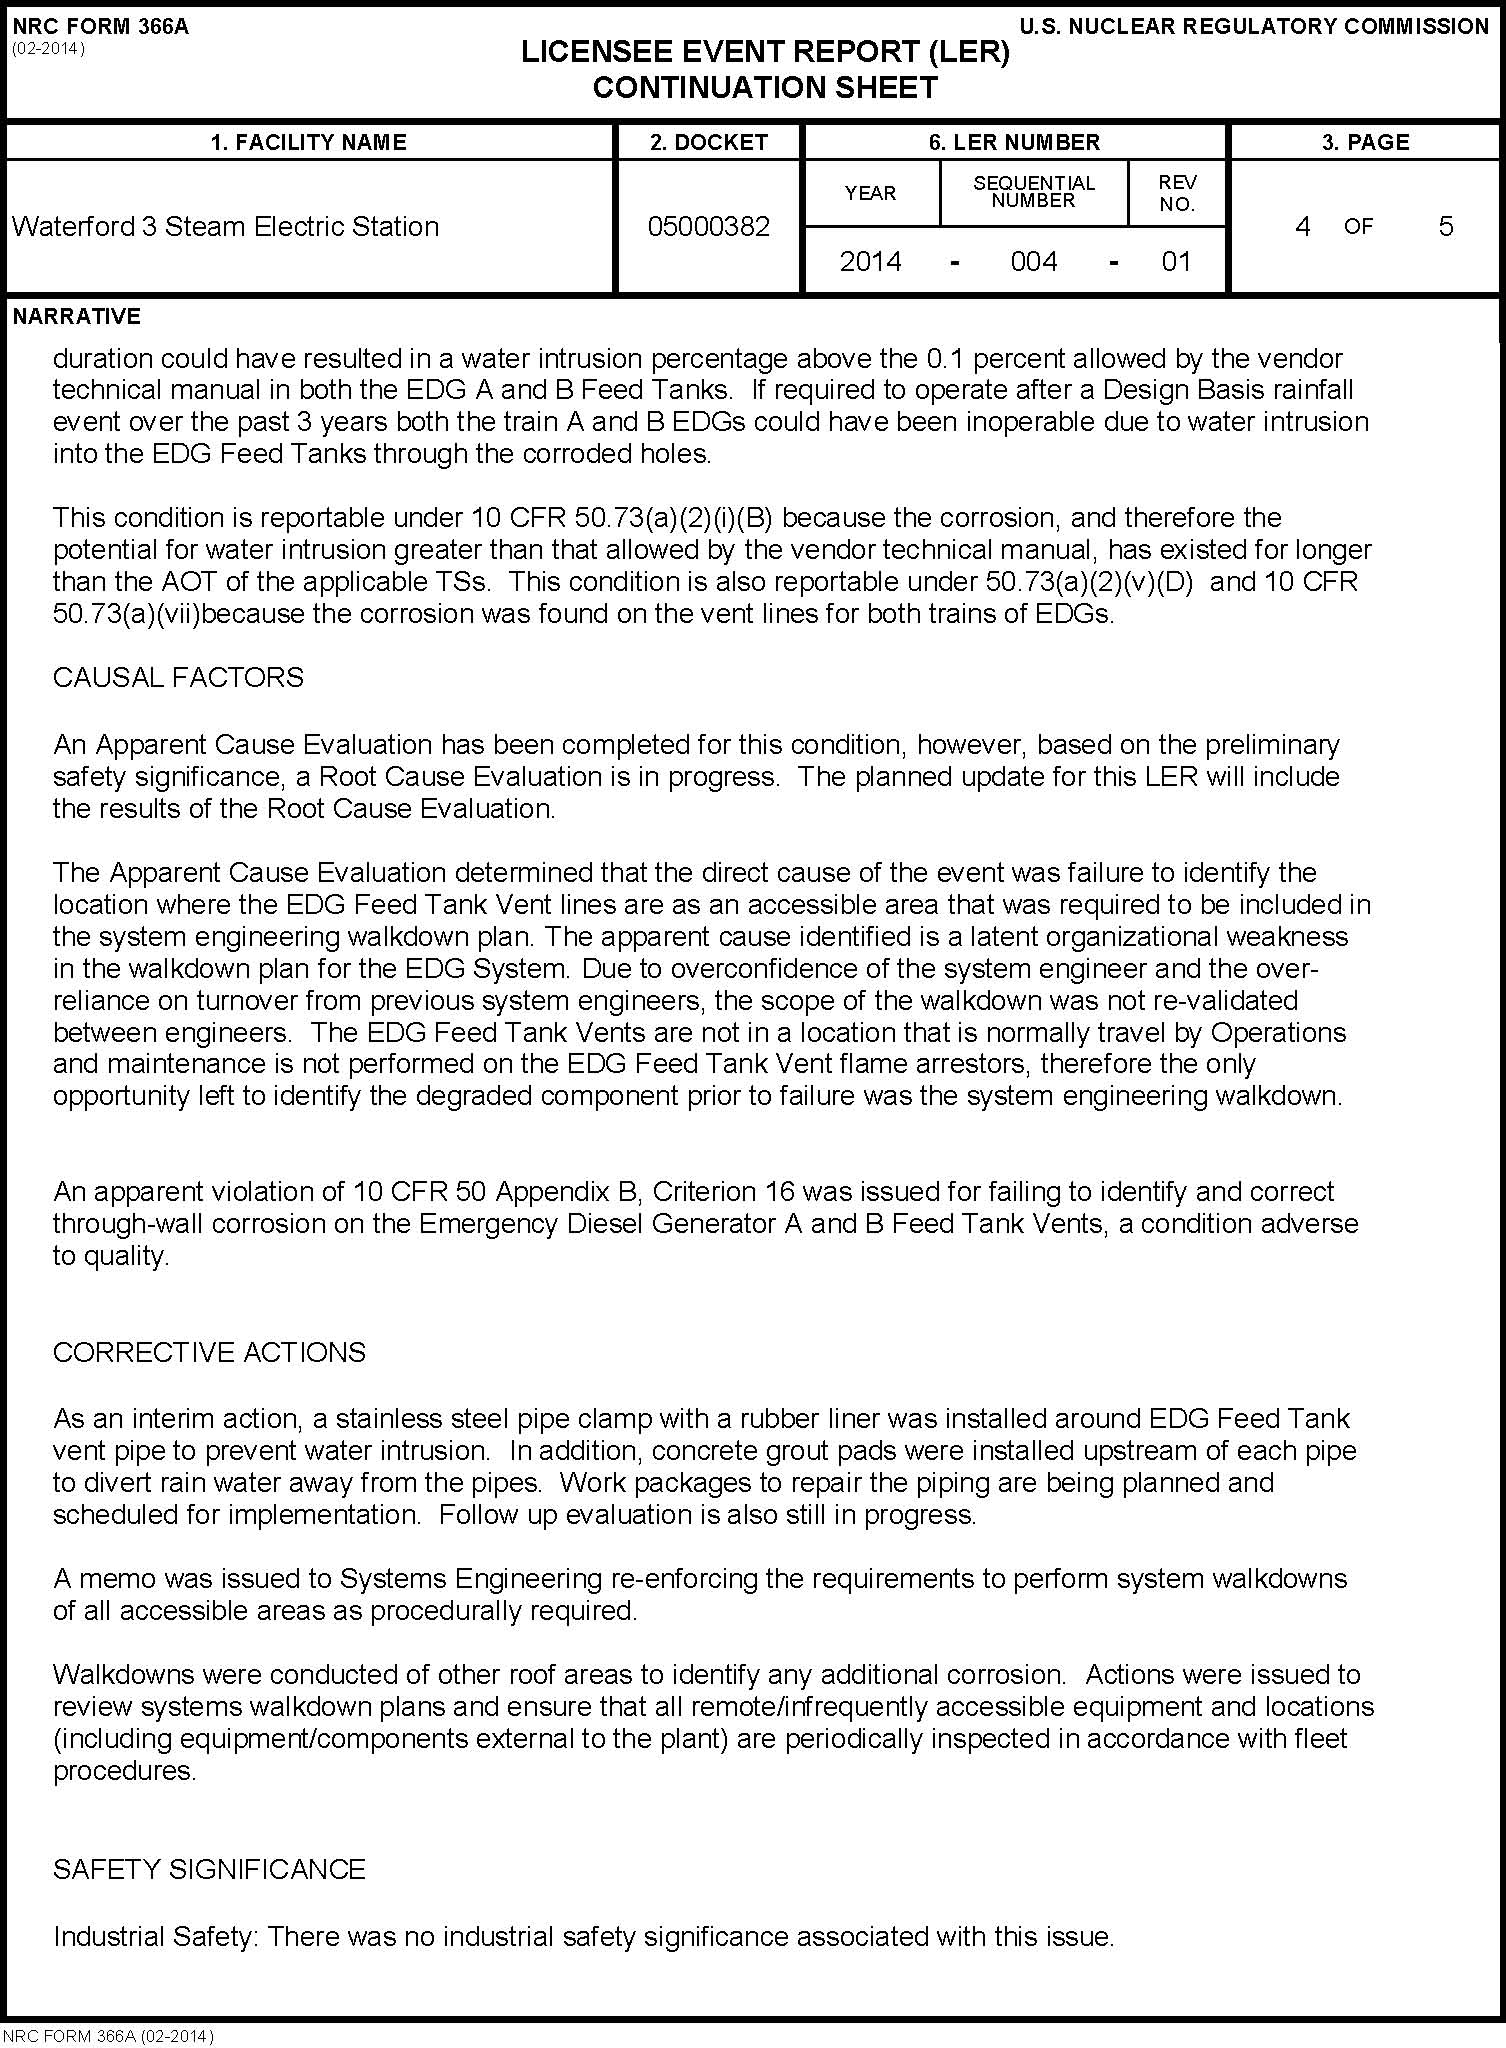 NRC FORM 366A
(02-2014)
U.S. NUCLEAR REGULATORY COMMISSION
LICENSEE EVENT REPORT (LER)
CONTINUATION SHEET
1. FACILITY NAME
2. DOCKET
6. LER NUMBER
3. PAGE
Waterford 3 Steam Electric Station
05000382
YEAR
SEQUENTIAL
NUMBER
REV
NO.
2014 - 004 - 01
4 OF 5
NARRATIVE
duration could have resulted in a water intrusion percentage above the 0.1 percent allowed by the vendor
technical manual in both the EDG A and B Feed Tanks. If required to operate after a Design Basis rainfall
event over the past 3 years both the train A and B EDGs could have been inoperable due to water intrusion
into the EDG Feed Tanks through the corroded holes.
This condition is reportable under 10 CFR 50.73(a)(2)(i)(B) because the corrosion, and therefore the
potential for water intrusion greater than that allowed by the vendor technical manual, has existed for longer
than the AOT of the applicable TSs. This condition is also reportable under 50.73(a)(2)(v)(D) and 10 CFR
50.73(a)(vii)because the corrosion was found on the vent lines for both trains of EDGs.
CAUSAL FACTORS
An Apparent Cause Evaluation has been completed for this condition, however, based on the preliminary
safety significance, a Root Cause Evaluation is in progress. The planned update for this LER will include
the results of the Root Cause Evaluation.
The Apparent Cause Evaluation determined that the direct cause of the event was failure to identify the
location where the EDG Feed Tank Vent lines are as an accessible area that was required to be included in
the system engineering walkdown plan. The apparent cause identified is a latent organizational weakness
in the walkdown plan for the EDG System. Due to overconfidence of the system engineer and the over-
reliance on turnover from previous system engineers, the scope of the walkdown was not re-validated
between engineers. The EDG Feed Tank Vents are not in a location that is normally travel by Operations
and maintenance is not performed on the EDG Feed Tank Vent flame arrestors, therefore the only
opportunity left to identify the degraded component prior to failure was the system engineering walkdown.
An apparent violation of 10 CFR 50 Appendix B, Criterion 16 was issued for failing to identify and correct
through-wall corrosion on the Emergency Diesel Generator A and B Feed Tank Vents, a condition adverse
to quality.
CORRECTIVE ACTIONS
As an interim action, a stainless steel pipe clamp with a rubber liner was installed around EDG Feed Tank
vent pipe to prevent water intrusion. In addition, concrete grout pads were installed upstream of each pipe
to divert rain water away from the pipes. Work packages to repair the piping are being planned and
scheduled for implementation. Follow up evaluation is also still in progress.
A memo was issued to Systems Engineering re-enforcing the requirements to perform system walkdowns
of all accessible areas as procedurally required.
Walkdowns were conducted of other roof areas to identify any additional corrosion. Actions were issued to
review systems walkdown plans and ensure that all remote/infrequently accessible equipment and locations
(including equipment/components external to the plant) are periodically inspected in accordance with fleet
procedures.
SAFETY SIGNIFICANCE
Industrial Safety: There was no industrial safety significance associated with this issue.
NRC FORM 366A (02-2014)